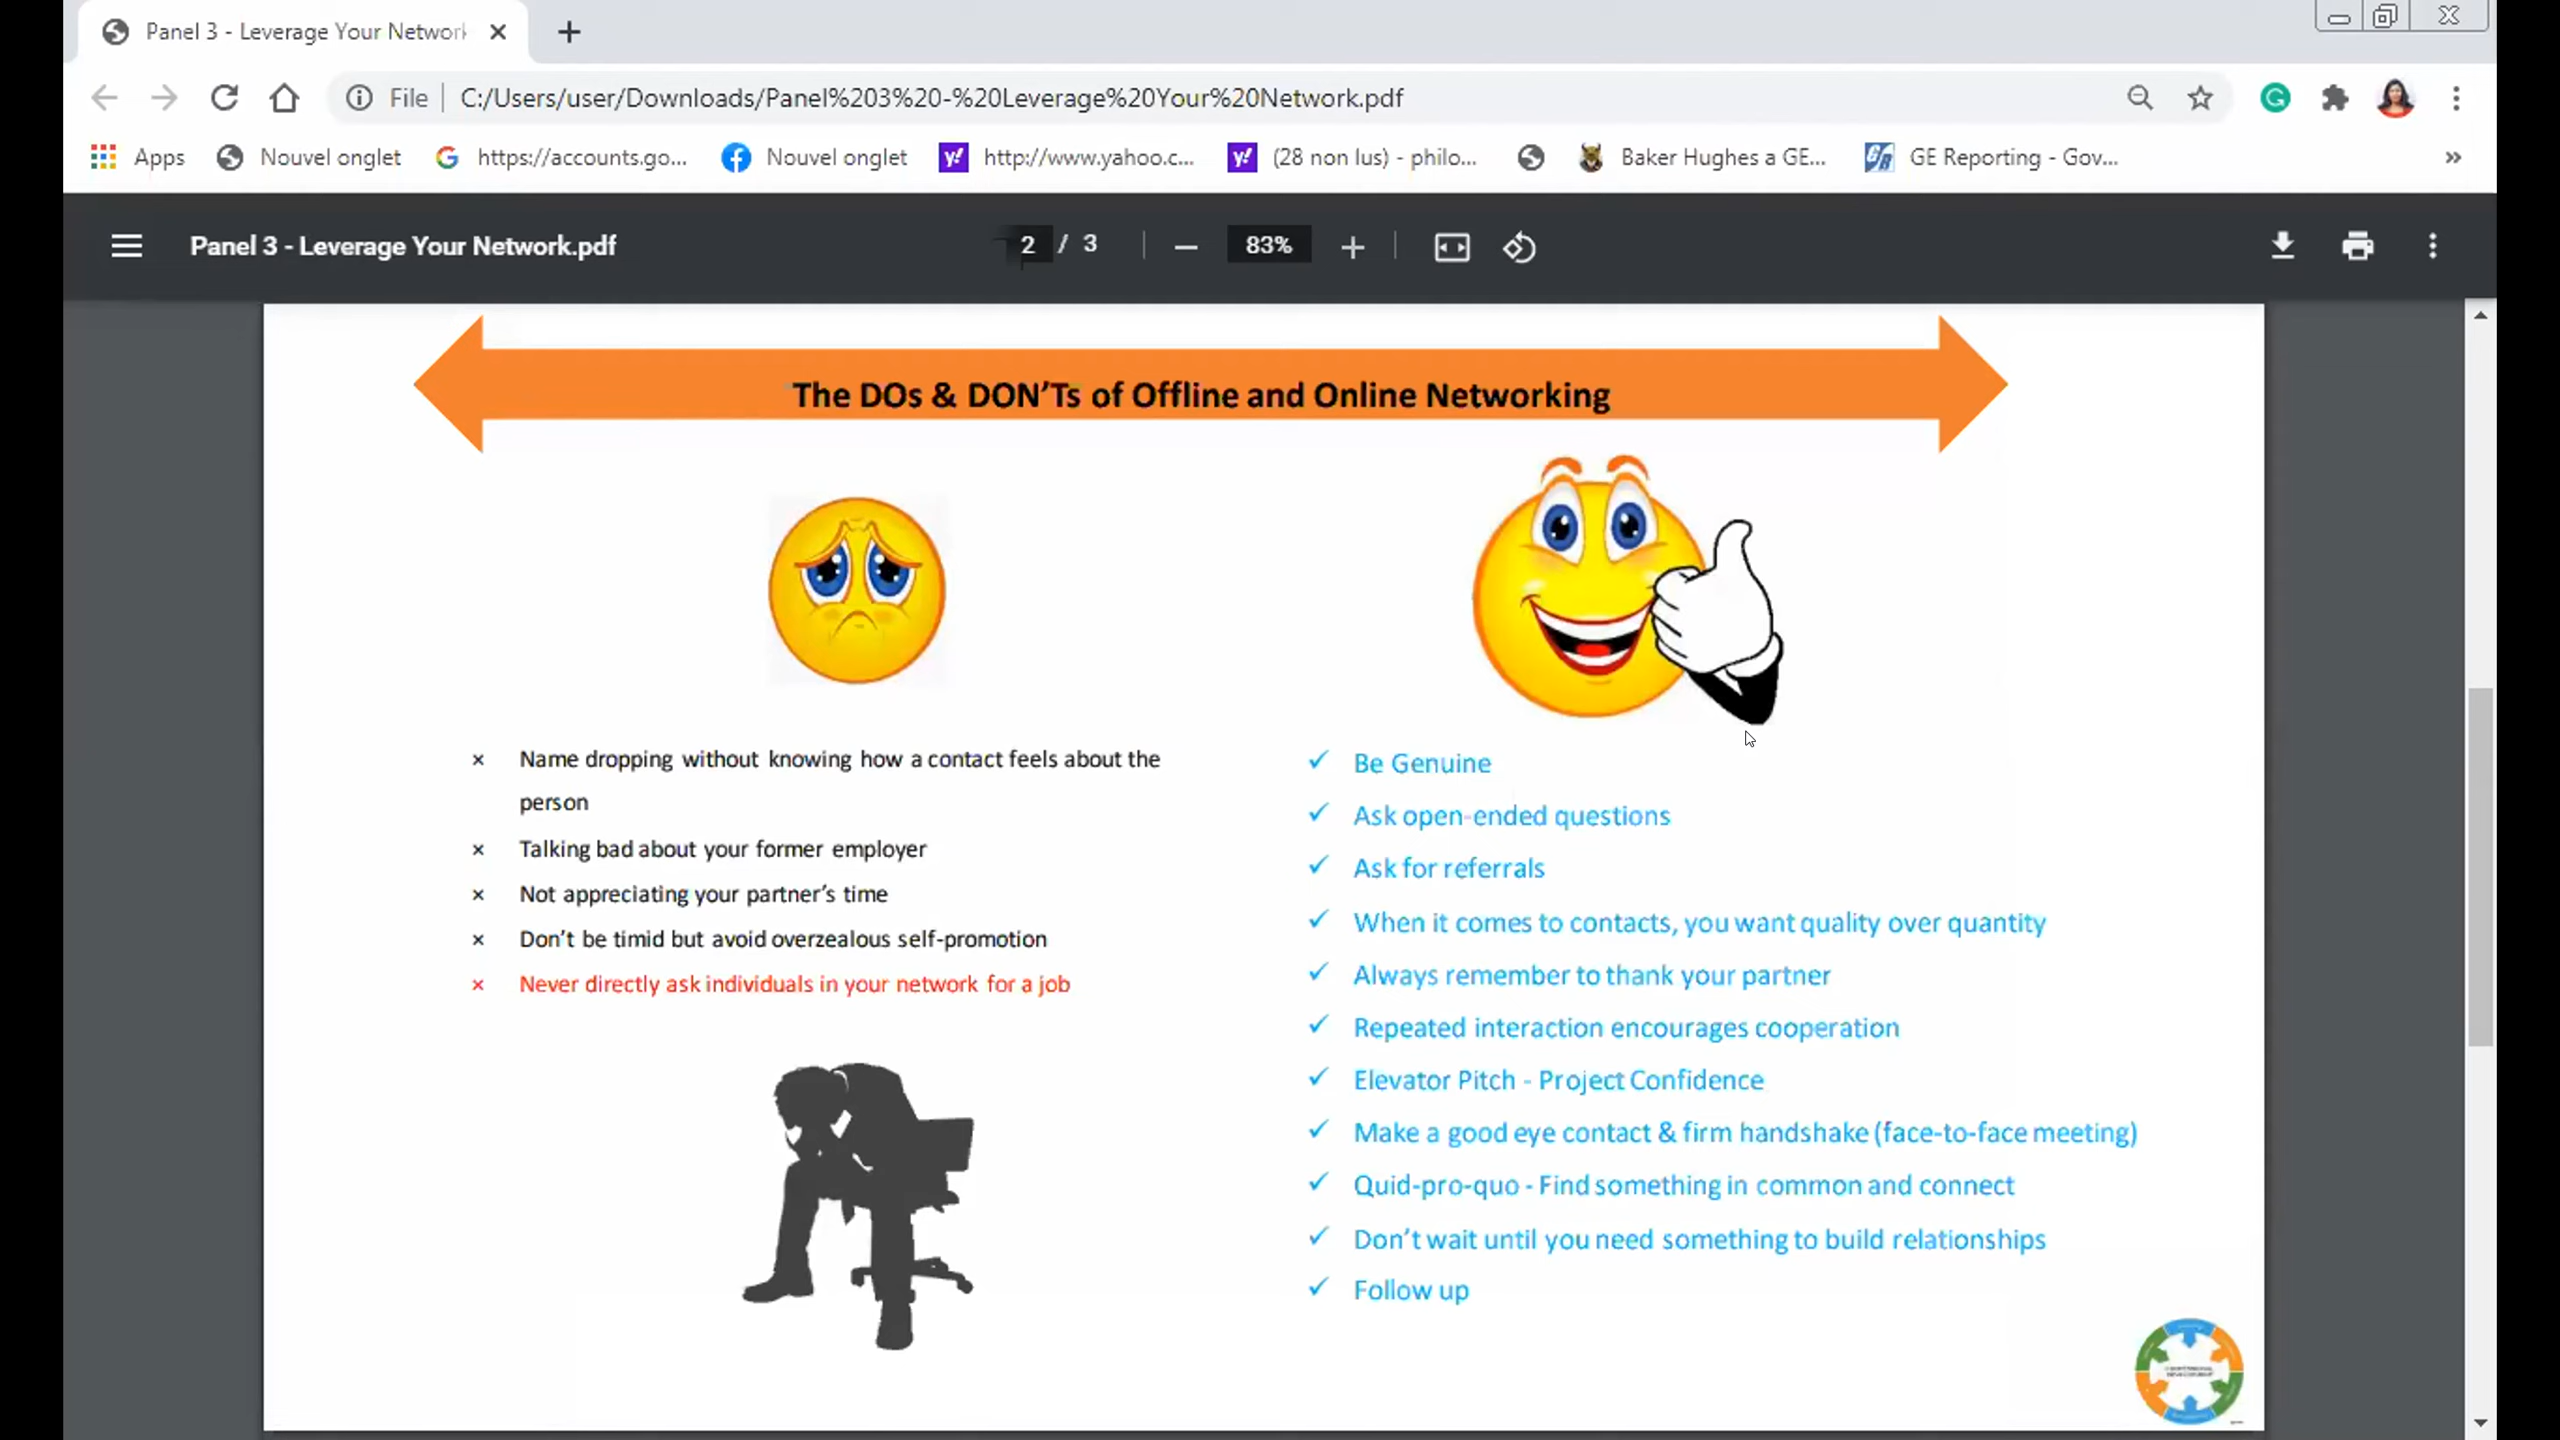 Panel 3 - Leverage Your Network
File C:/Users/user/Downloads/Panel%203%20-%20Leverage%20Your%20Network.pdf
Apps Nouvel onglet https://accounts.go... Nouvel onglet http://www.yahoo.c... (28 non lus) - philo... Baker Hughes a GE... GE Reporting - Gov... »
Panel 3 - Leverage Your Network.pdf 2 / 3 83%
The DOs & DON'Ts of Offline and Online Networking
× Name dropping without knowing how a contact feels about the
person
× Talking bad about your former employer
× Not appreciating your partner's time
× Don't be timid but avoid overzealous self-promotion
× Never directly ask individuals in your network for a job
✓ Be Genuine
✓ Ask open-ended questions
✓ Ask for referrals
✓ When it comes to contacts, you want quality over quantity
✓ Always remember to thank your partner
✓ Repeated interaction encourages cooperation
✓ Elevator Pitch - Project Confidence
✓ Make a good eye contact & firm handshake (face-to-face meeting)
✓ Quid-pro-quo - Find something in common and connect
✓ Don't wait until you need something to build relationships
✓ Follow up